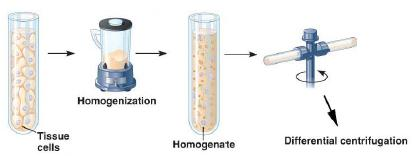 Homogenization
Tissue
cells
Homogenate
Differential centrifugation